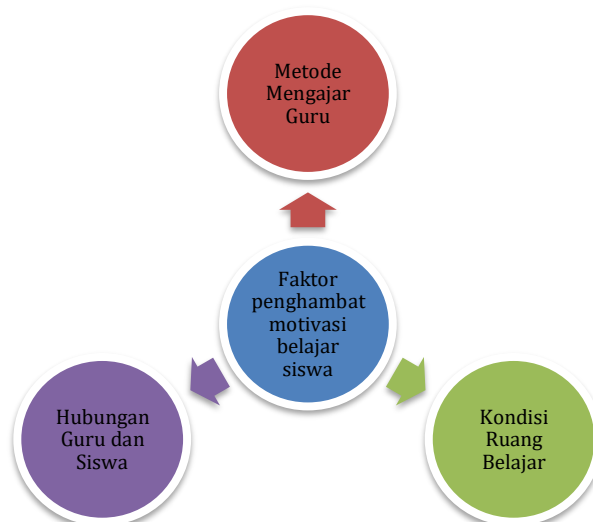 Metode
Mengajar
Guru
Faktor
penghambat
motivasi
belajar
siswa
Hubungan
Guru dan
Siswa
Kondisi
Ruang
Belajar